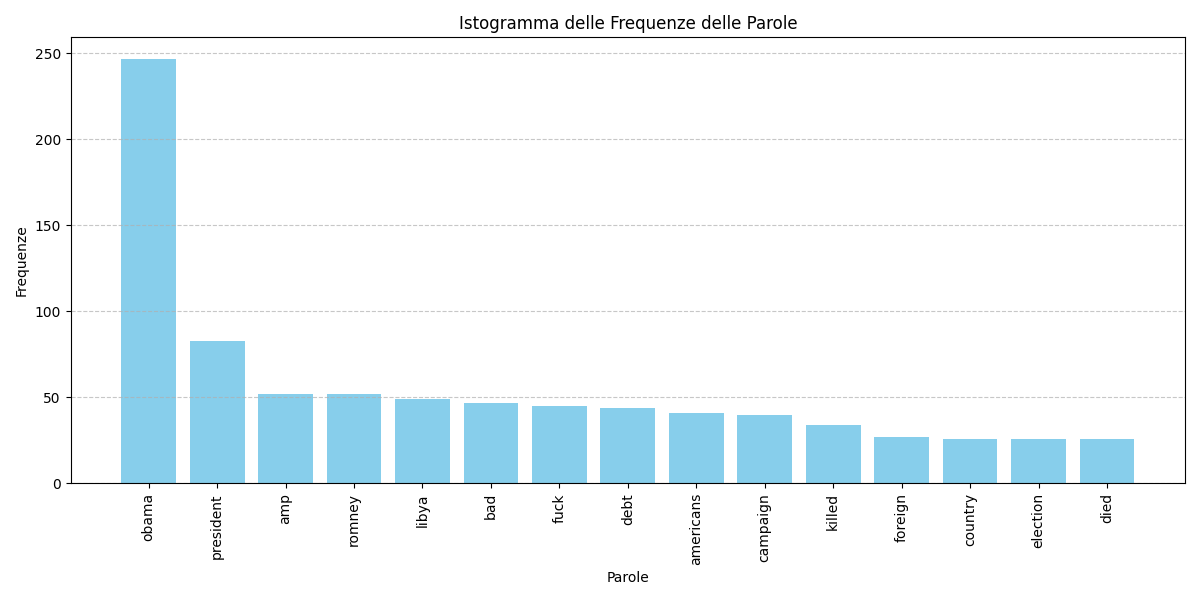 Istogramma delle Frequenze delle Parole
250
200
150
100
50
0
Frequenze
obama
president
amp
romney
libya
bad
fuck
debt
americans
campaign
killed
foreign
country
election
died
Parole